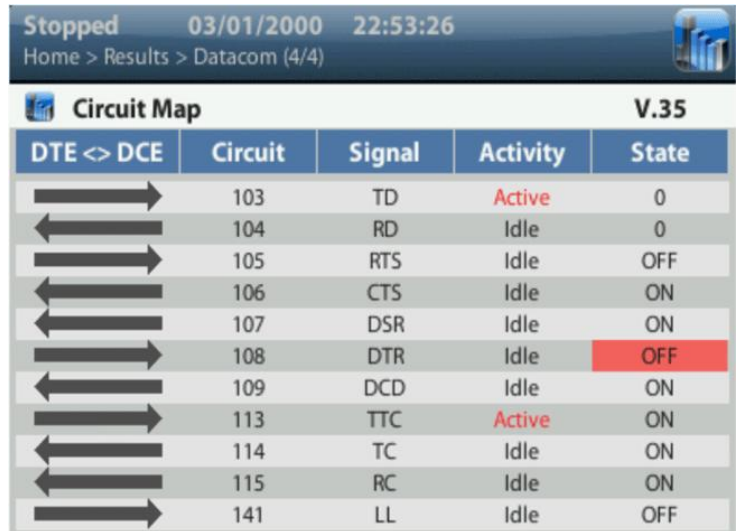 Stopped 03/01/2000 22:53:26
Home > Results > Datacom (4/4)
Circuit Map V.35
DTE <> DCE Circuit Signal Activity State
103 TD Active 0
104 RD Idle 0
105 RTS Idle OFF
106 CTS Idle ON
107 DSR Idle ON
108 DTR Idle OFF
109 DCD Idle ON
113 TTC Active ON
114 TC Idle ON
115 RC Idle ON
141 LL Idle OFF